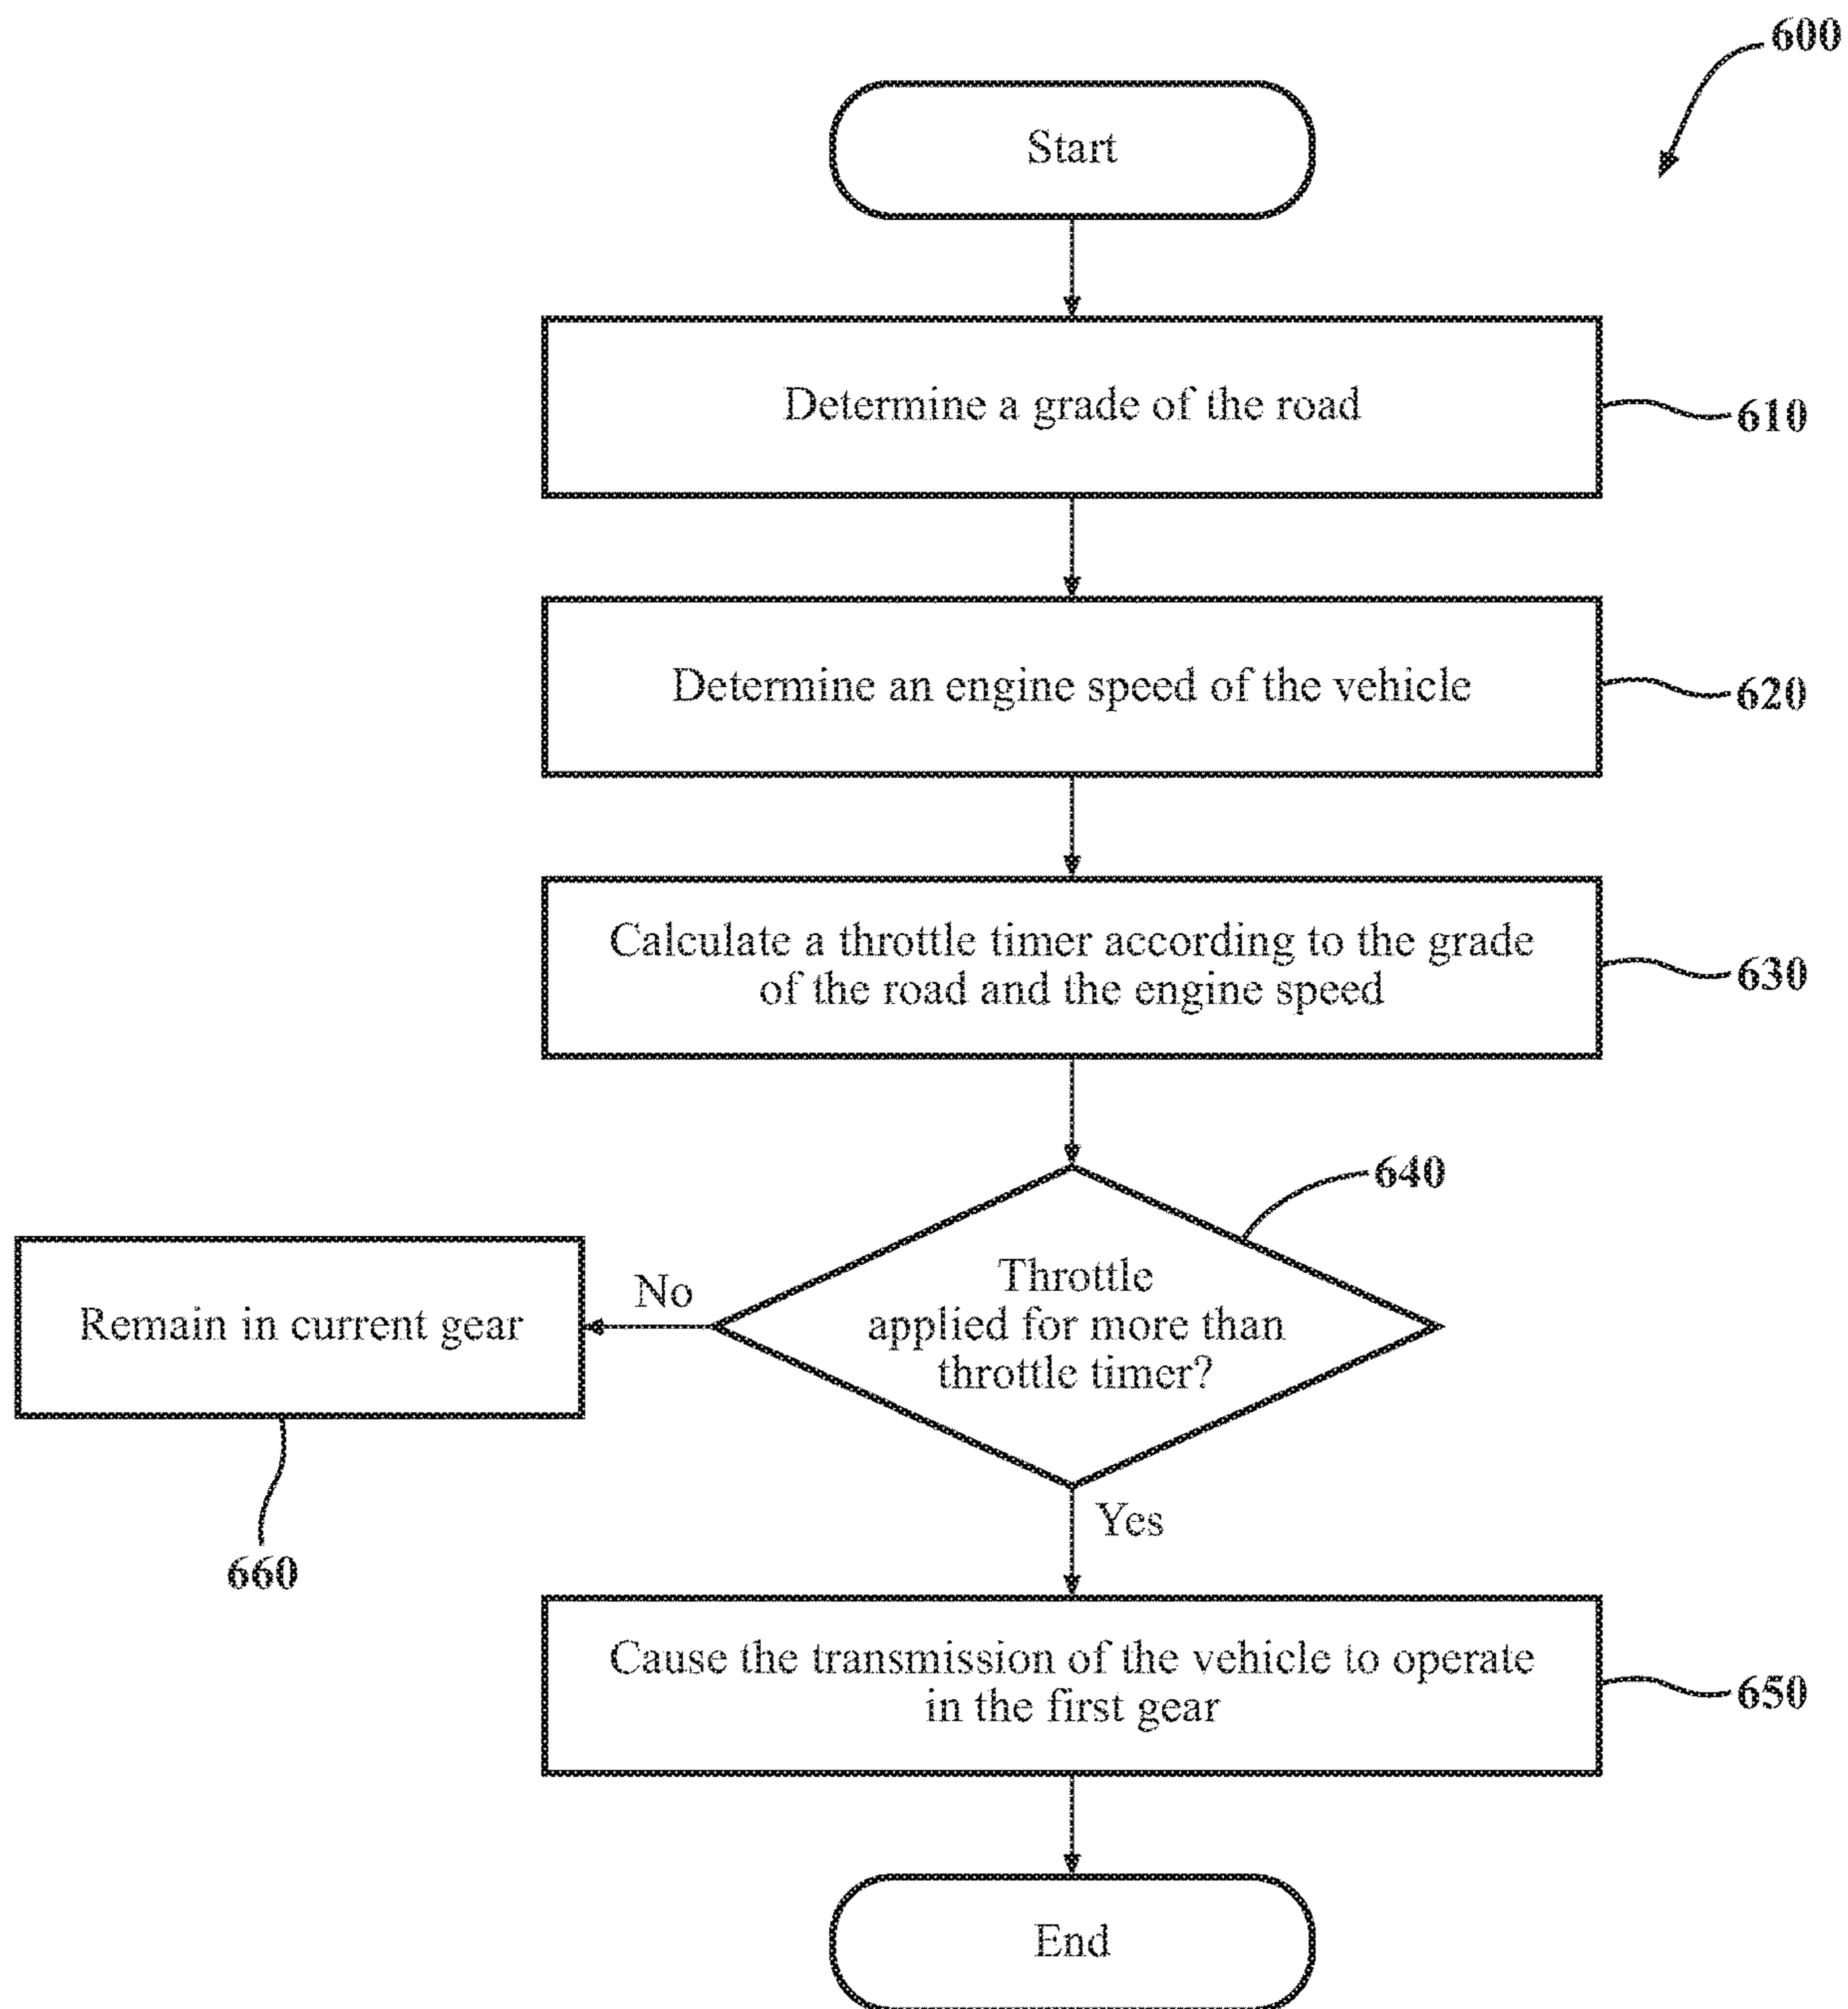 600
Start
Determine a grade of the road
610
Determine an engine speed of the vehicle
620
Calculate a throttle timer according to the grade
of the road and the engine speed
630
640
Throttle
applied for more than
throttle timer?
No
Remain in current gear
660
Yes
Cause the transmission of the vehicle to operate
in the first gear
650
End